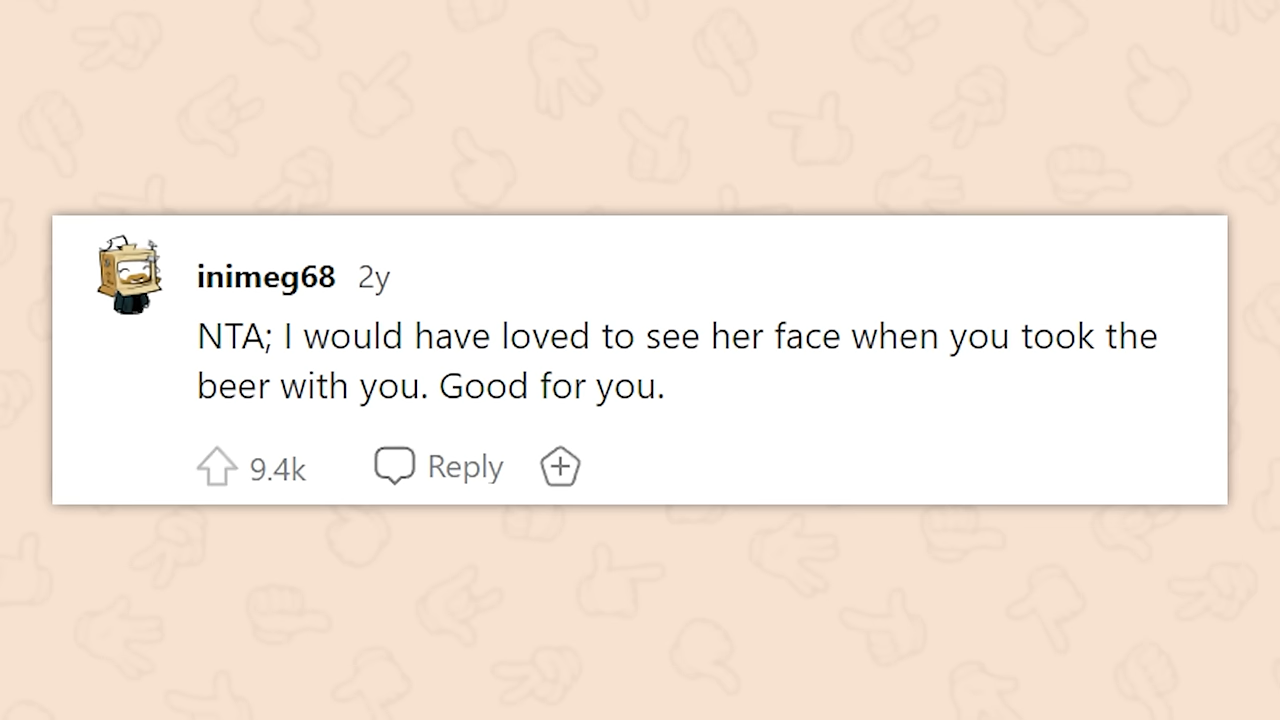 inimeg68 2y
NTA; I would have loved to see her face when you took the
beer with you. Good for you.
9.4k Reply